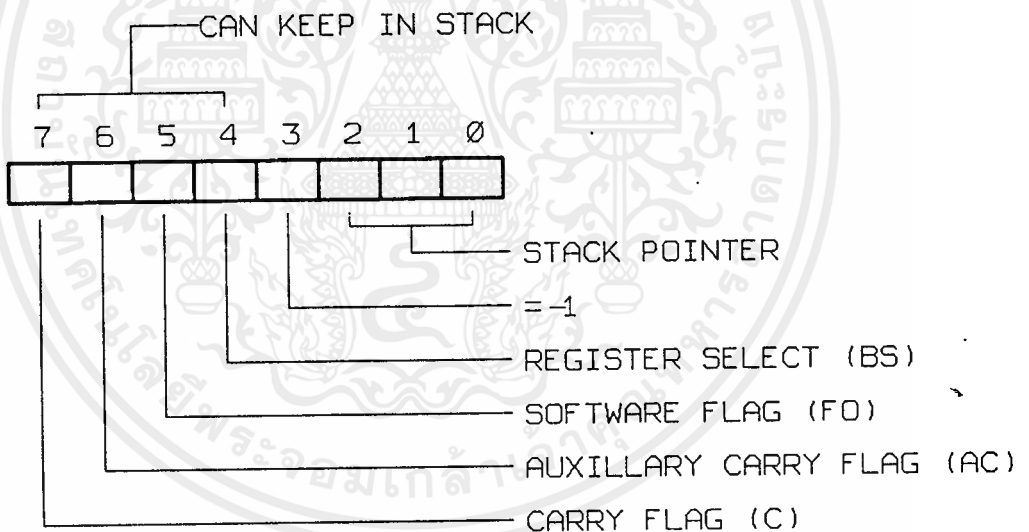 CAN KEEP IN STACK
7 6 5 4 3 2 1 0
STACK POINTER
=-1
REGISTER SELECT (BS)
SOFTWARE FLAG (FO)
AUXILLARY CARRY FLAG (AC)
CARRY FLAG (C)